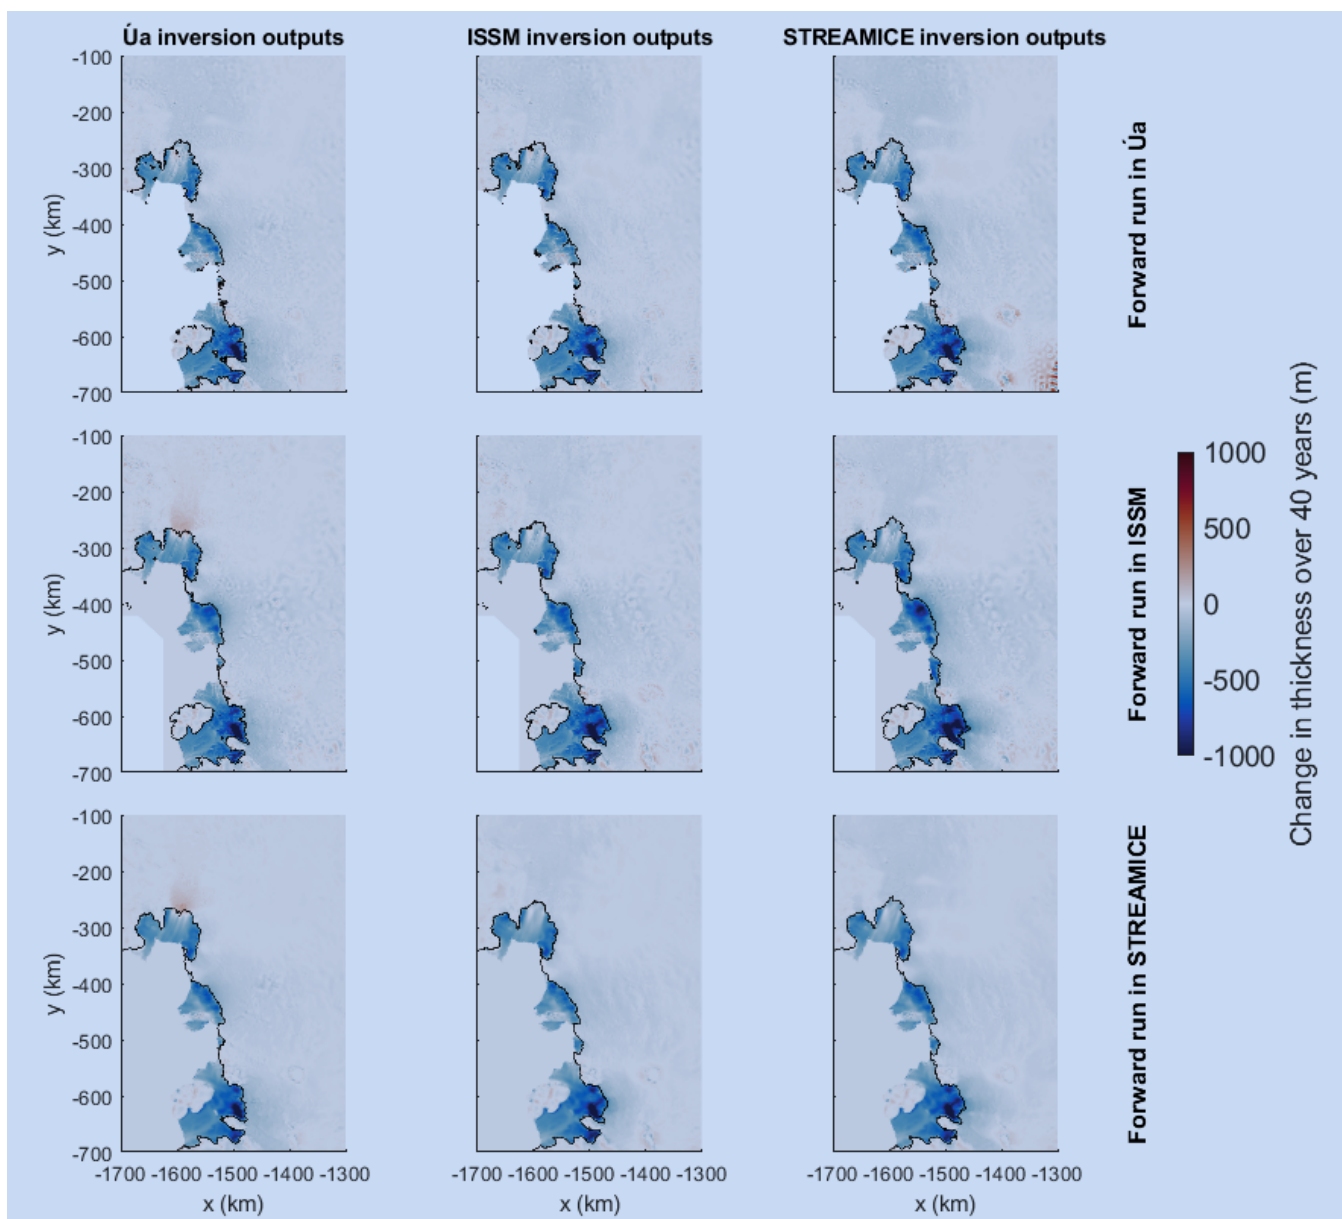 Úa inversion outputs
ISSM inversion outputs
STREAMICE inversion outputs
-100
-200
-300
-400
-500
-600
-700
y (km)
Forward run in Úa
-100
-200
-300
-400
-500
-600
-700
y (km)
Forward run in ISSM
1000
500
0
-500
-1000
Change in thickness over 40 years (m)
-100
-200
-300
-400
-500
-600
-700
y (km)
Forward run in STREAMICE
-1700 -1600 -1500 -1400 -1300
x (km)
-1700 -1600 -1500 -1400 -1300
x (km)
-1700 -1600 -1500 -1400 -1300
x (km)